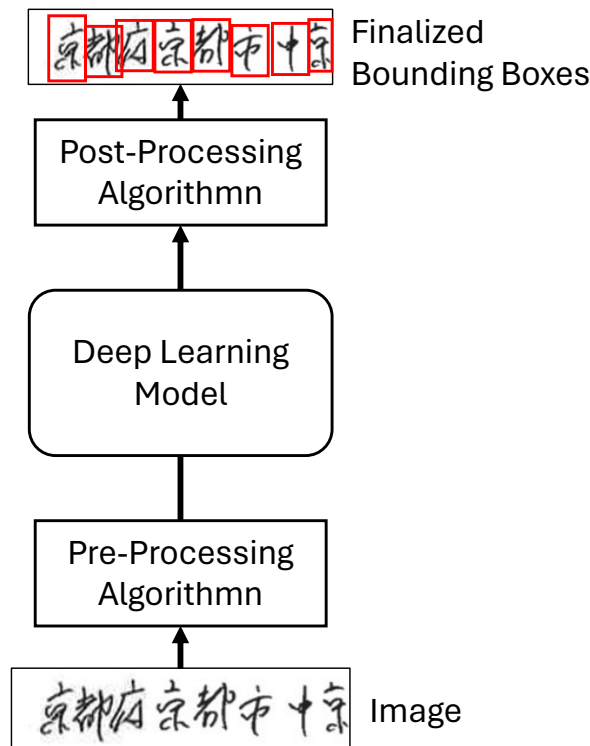 京都府京都市中京
Finalized
Bounding Boxes
Post-Processing
Algorithmn
Deep Learning
Model
Pre-Processing
Algorithmn
京都府京都市中京
Image